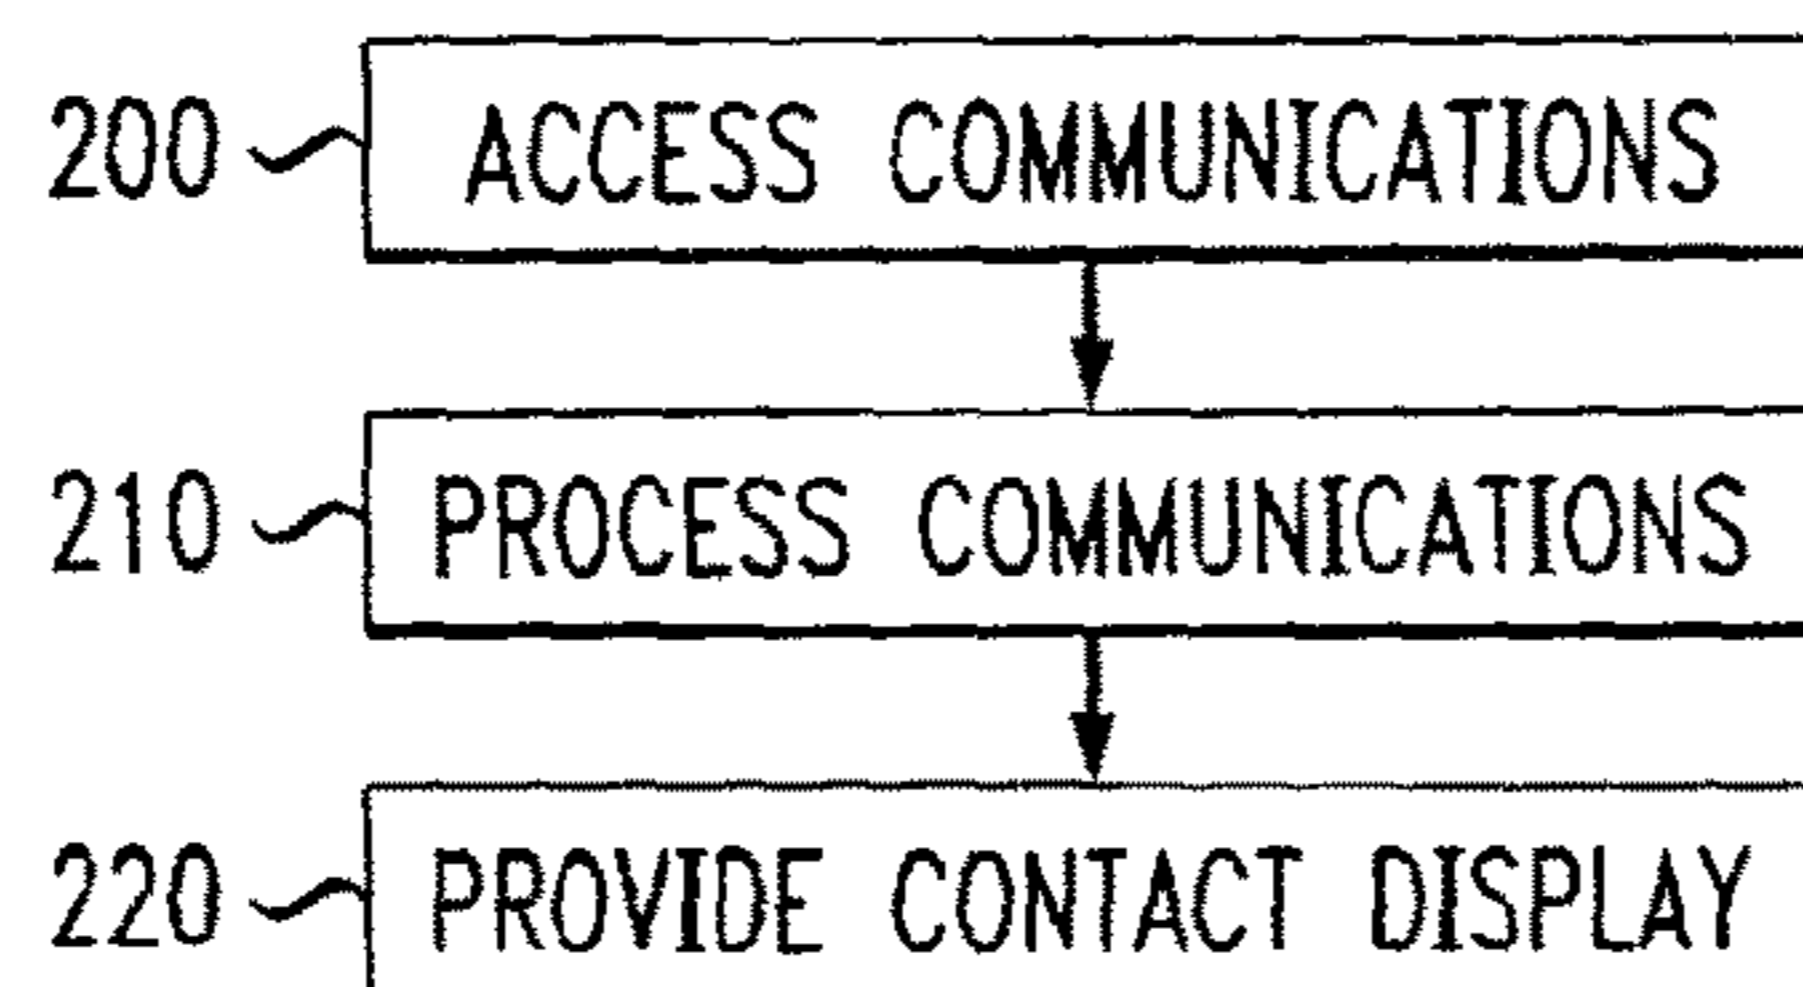 200 ACCESS COMMUNICATIONS
210 PROCESS COMMUNICATIONS
220 PROVIDE CONTACT DISPLAY